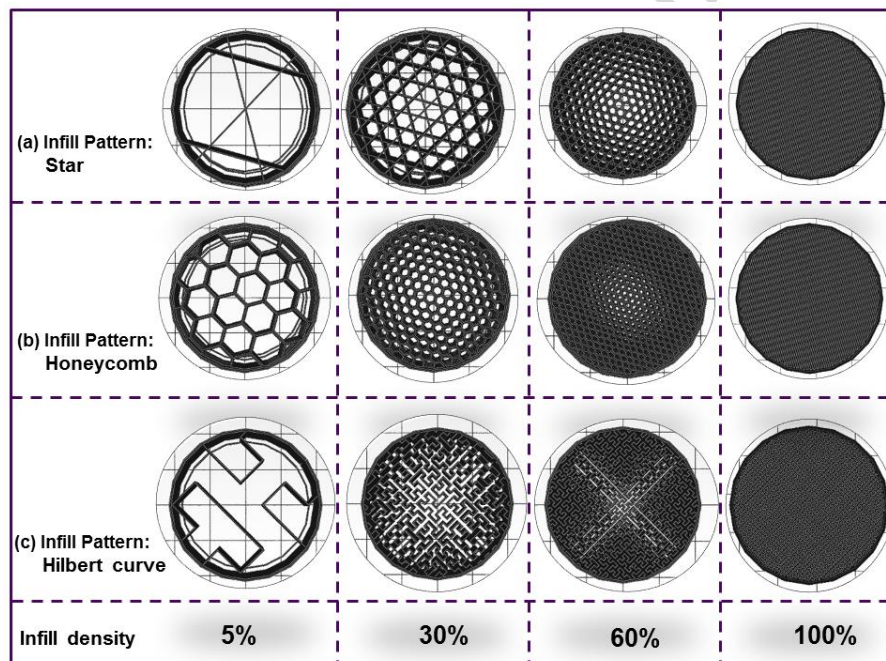 (a) Infill Pattern:
Star
(b) Infill Pattern:
Honeycomb
(c) Infill Pattern:
Hilbert curve
Infill density 5% 30% 60% 100%